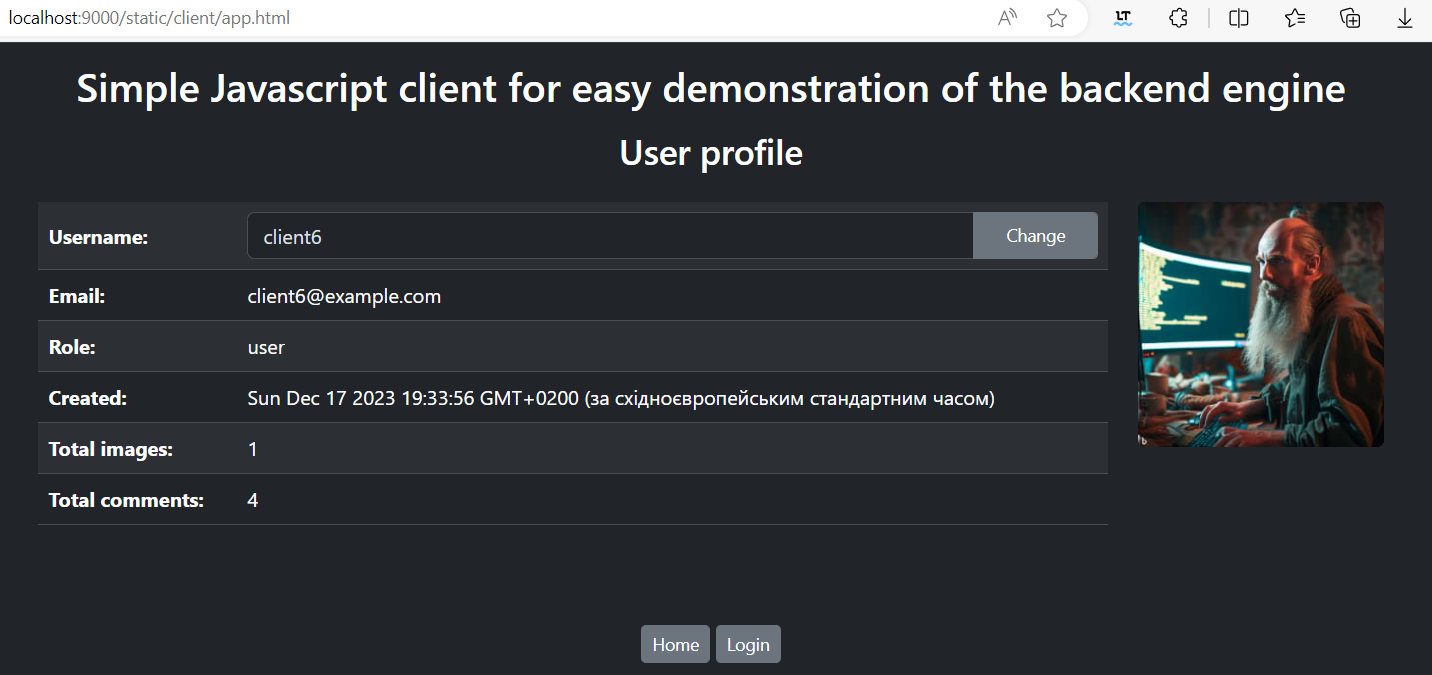 localhost:9000/static/client/app.html
Simple Javascript client for easy demonstration of the backend engine
User profile
Username: client6 Change
Email: client6@example.com
Role: user
Created: Sun Dec 17 2023 19:33:56 GMT+0200 (за східноєвропейським стандартним часом)
Total images: 1
Total comments: 4
Home Login